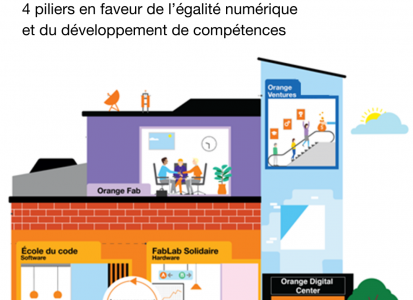 4 piliers en faveur de l'égalité numérique
et du développement de compétences
Orange
Ventures
Orange Fab
École du code
Software
FabLab Solidaire
Hardware
Orange Digital
Center